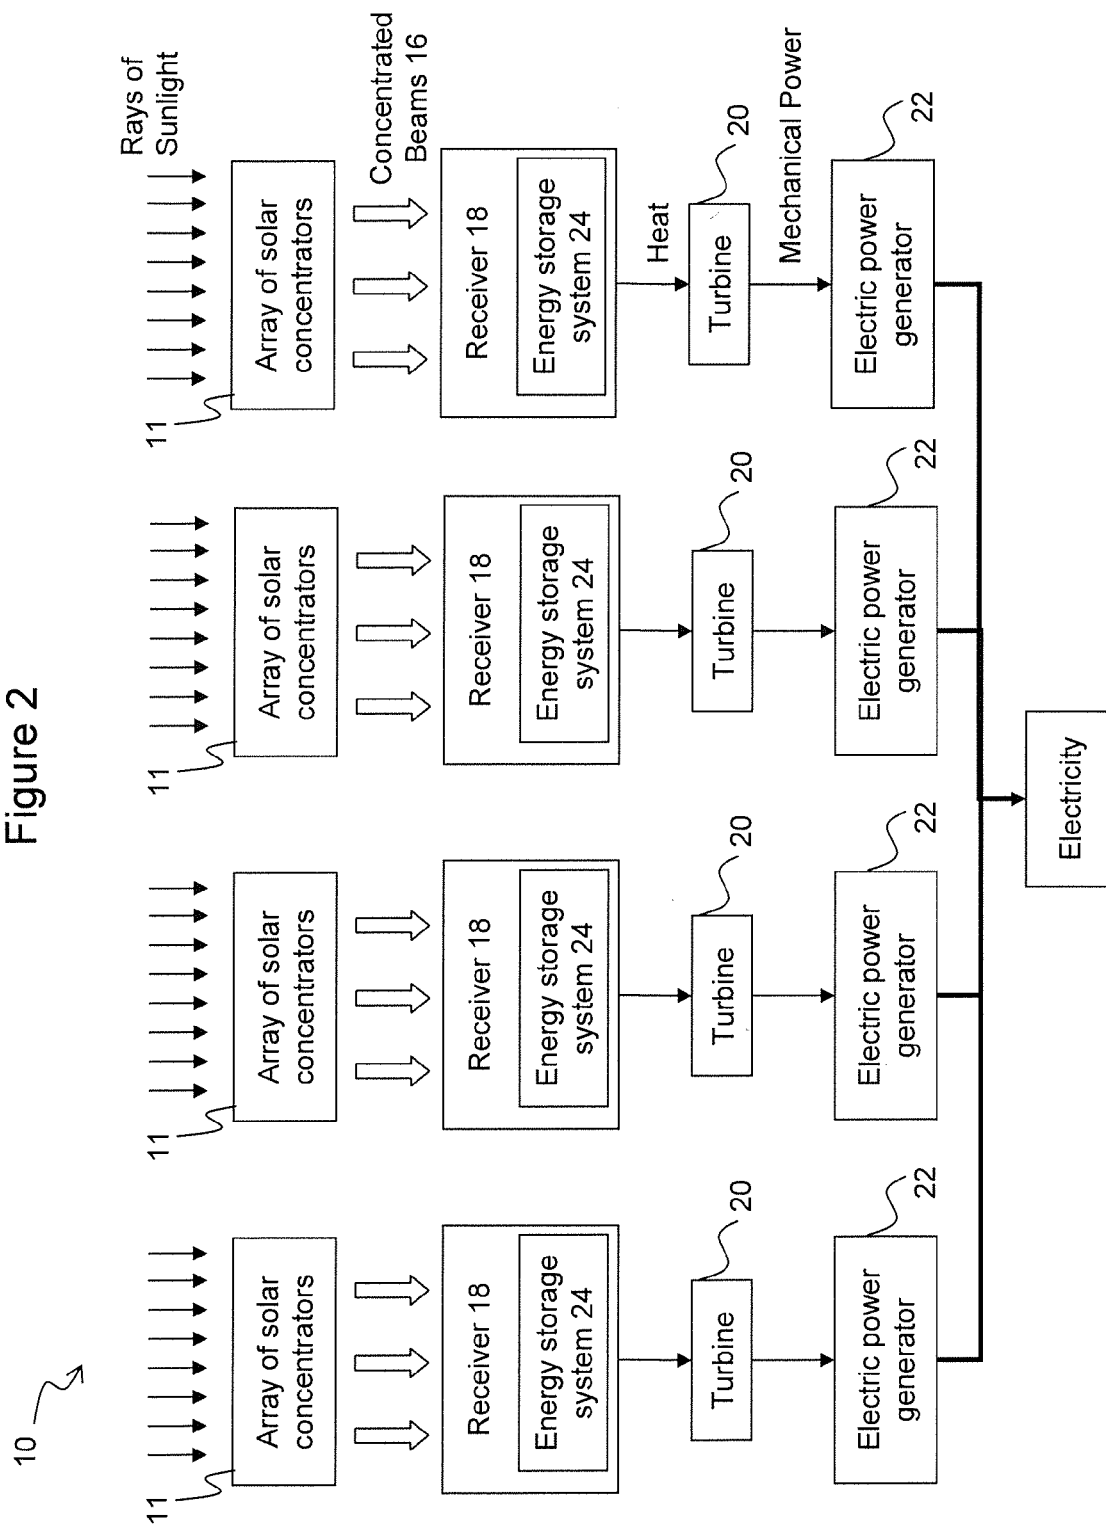 Figure 2
10
Rays of
Sunlight
11
Array of solar
concentrators
11
Array of solar
concentrators
11
Array of solar
concentrators
11
Array of solar
concentrators
Concentrated
Beams 16
Receiver 18
Energy storage
system 24
Receiver 18
Energy storage
system 24
Receiver 18
Energy storage
system 24
Receiver 18
Energy storage
system 24
Heat
20
Turbine
20
Turbine
20
Turbine
20
Turbine
Mechanical Power
22
Electric power
generator
22
Electric power
generator
22
Electric power
generator
22
Electric power
generator
Electricity